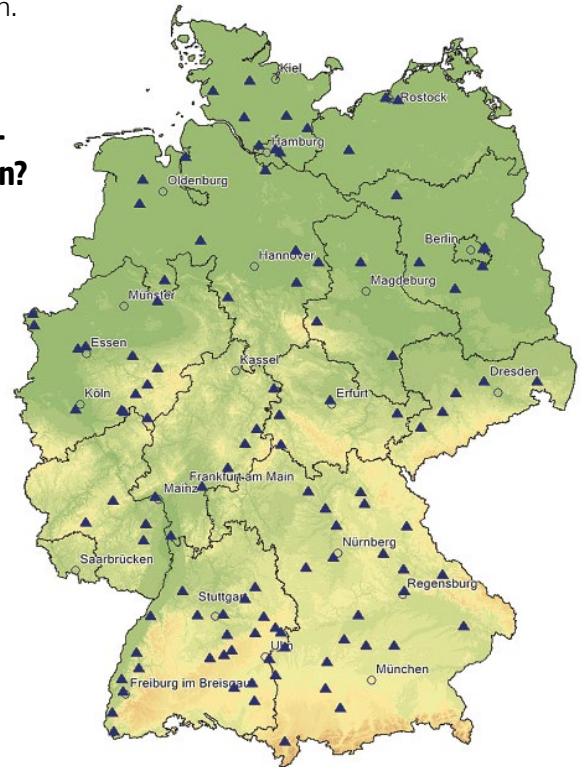 n.
-
n?
Kiel
Rostock
Hamburg
Oldenburg
Berlin
Hannover
Magdeburg
Münster
Essen
Kassel
Dresden
Köln
Erfurt
Frankfurt am Main
Mainz
Nürnberg
Saarbrücken
Regensburg
Stuttgart
Ulm
München
Freiburg im Breisgau